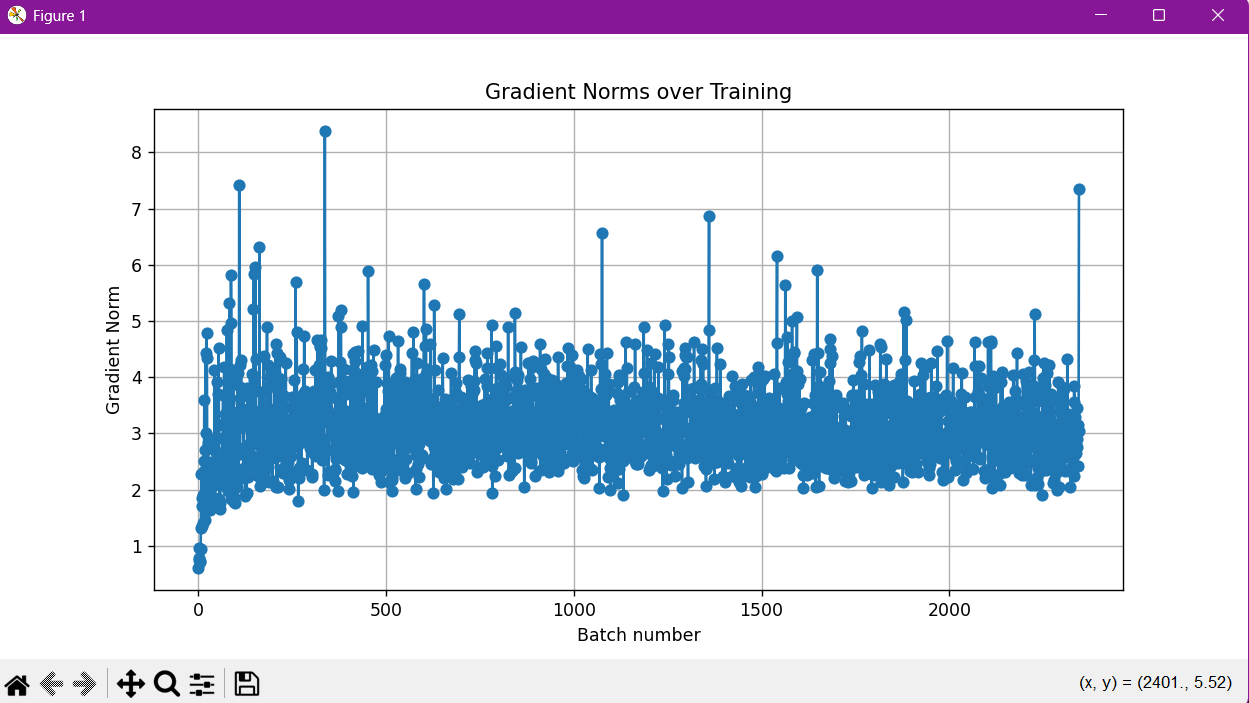 Figure 1
Gradient Norms over Training
8
7
6
5
4
3
2
1
Gradient Norm
0 500 1000 1500 2000
Batch number
(x, y) = (2401., 5.52)